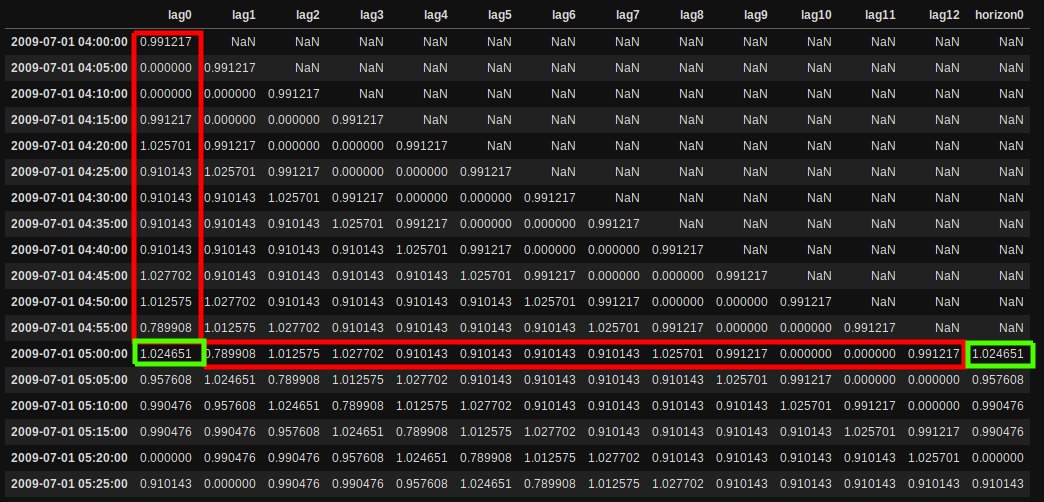 lag0 lag1 lag2 lag3 lag4 lag5 lag6 lag7 lag8 lag9 lag10 lag11 lag12 horizon0
2009-07-01 04:00:00 0.991217 NaN NaN NaN NaN NaN NaN NaN NaN NaN NaN NaN NaN NaN
2009-07-01 04:05:00 0.000000 0.991217 NaN NaN NaN NaN NaN NaN NaN NaN NaN NaN NaN NaN
2009-07-01 04:10:00 0.000000 0.000000 0.991217 NaN NaN NaN NaN NaN NaN NaN NaN NaN NaN NaN
2009-07-01 04:15:00 0.991217 0.000000 0.000000 0.991217 NaN NaN NaN NaN NaN NaN NaN NaN NaN NaN
2009-07-01 04:20:00 1.025701 0.991217 0.000000 0.000000 0.991217 NaN NaN NaN NaN NaN NaN NaN NaN NaN
2009-07-01 04:25:00 0.910143 1.025701 0.991217 0.000000 0.000000 0.991217 NaN NaN NaN NaN NaN NaN NaN NaN
2009-07-01 04:30:00 0.910143 0.910143 1.025701 0.991217 0.000000 0.000000 0.991217 NaN NaN NaN NaN NaN NaN NaN
2009-07-01 04:35:00 0.910143 0.910143 0.910143 1.025701 0.991217 0.000000 0.000000 0.991217 NaN NaN NaN NaN NaN NaN
2009-07-01 04:40:00 0.910143 0.910143 0.910143 0.910143 1.025701 0.991217 0.000000 0.000000 0.991217 NaN NaN NaN NaN NaN
2009-07-01 04:45:00 1.027702 0.910143 0.910143 0.910143 0.910143 1.025701 0.991217 0.000000 0.000000 0.991217 NaN NaN NaN NaN
2009-07-01 04:50:00 1.012575 1.027702 0.910143 0.910143 0.910143 0.910143 1.025701 0.991217 0.000000 0.000000 0.991217 NaN NaN NaN
2009-07-01 04:55:00 0.789908 1.012575 1.027702 0.910143 0.910143 0.910143 0.910143 1.025701 0.991217 0.000000 0.000000 0.991217 NaN NaN
2009-07-01 05:00:00 1.024651 0.789908 1.012575 1.027702 0.910143 0.910143 0.910143 0.910143 1.025701 0.991217 0.000000 0.000000 0.991217 1.024651
2009-07-01 05:05:00 0.957608 1.024651 0.789908 1.012575 1.027702 0.910143 0.910143 0.910143 0.910143 1.025701 0.991217 0.000000 0.000000 0.957608
2009-07-01 05:10:00 0.990476 0.957608 1.024651 0.789908 1.012575 1.027702 0.910143 0.910143 0.910143 0.910143 1.025701 0.991217 0.000000 0.990476
2009-07-01 05:15:00 0.990476 0.990476 0.957608 1.024651 0.789908 1.012575 1.027702 0.910143 0.910143 0.910143 0.910143 1.025701 0.991217 0.990476
2009-07-01 05:20:00 0.000000 0.990476 0.990476 0.957608 1.024651 0.789908 1.012575 1.027702 0.910143 0.910143 0.910143 0.910143 1.025701 0.000000
2009-07-01 05:25:00 0.910143 0.000000 0.990476 0.990476 0.957608 1.024651 0.789908 1.012575 1.027702 0.910143 0.910143 0.910143 0.910143 0.910143